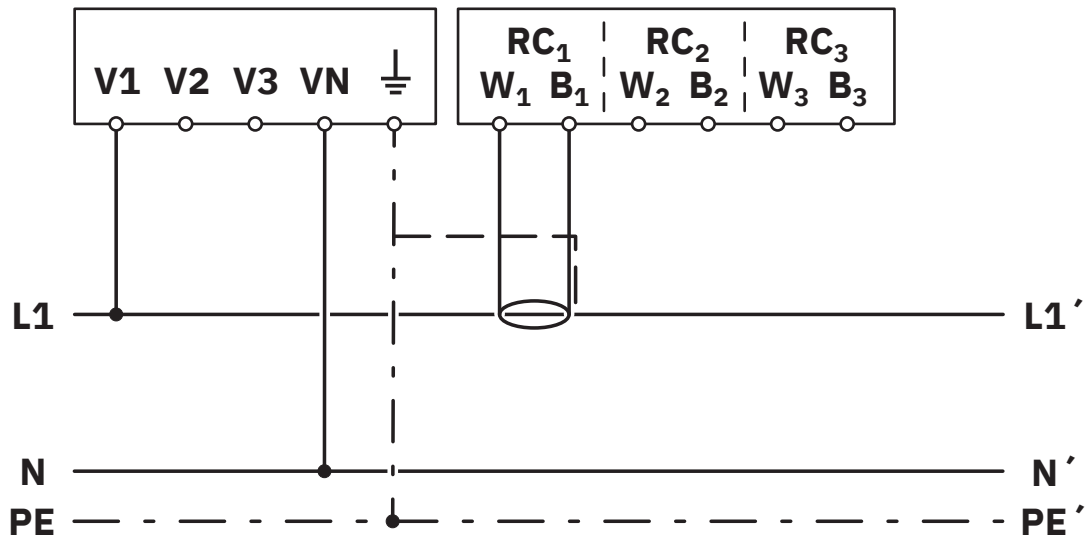 RC₁ RC₂ RC₃
V1 V2 V3 VN W₁ B₁ W₂ B₂ W₃ B₃
L1 L1´
N N´
PE PE´